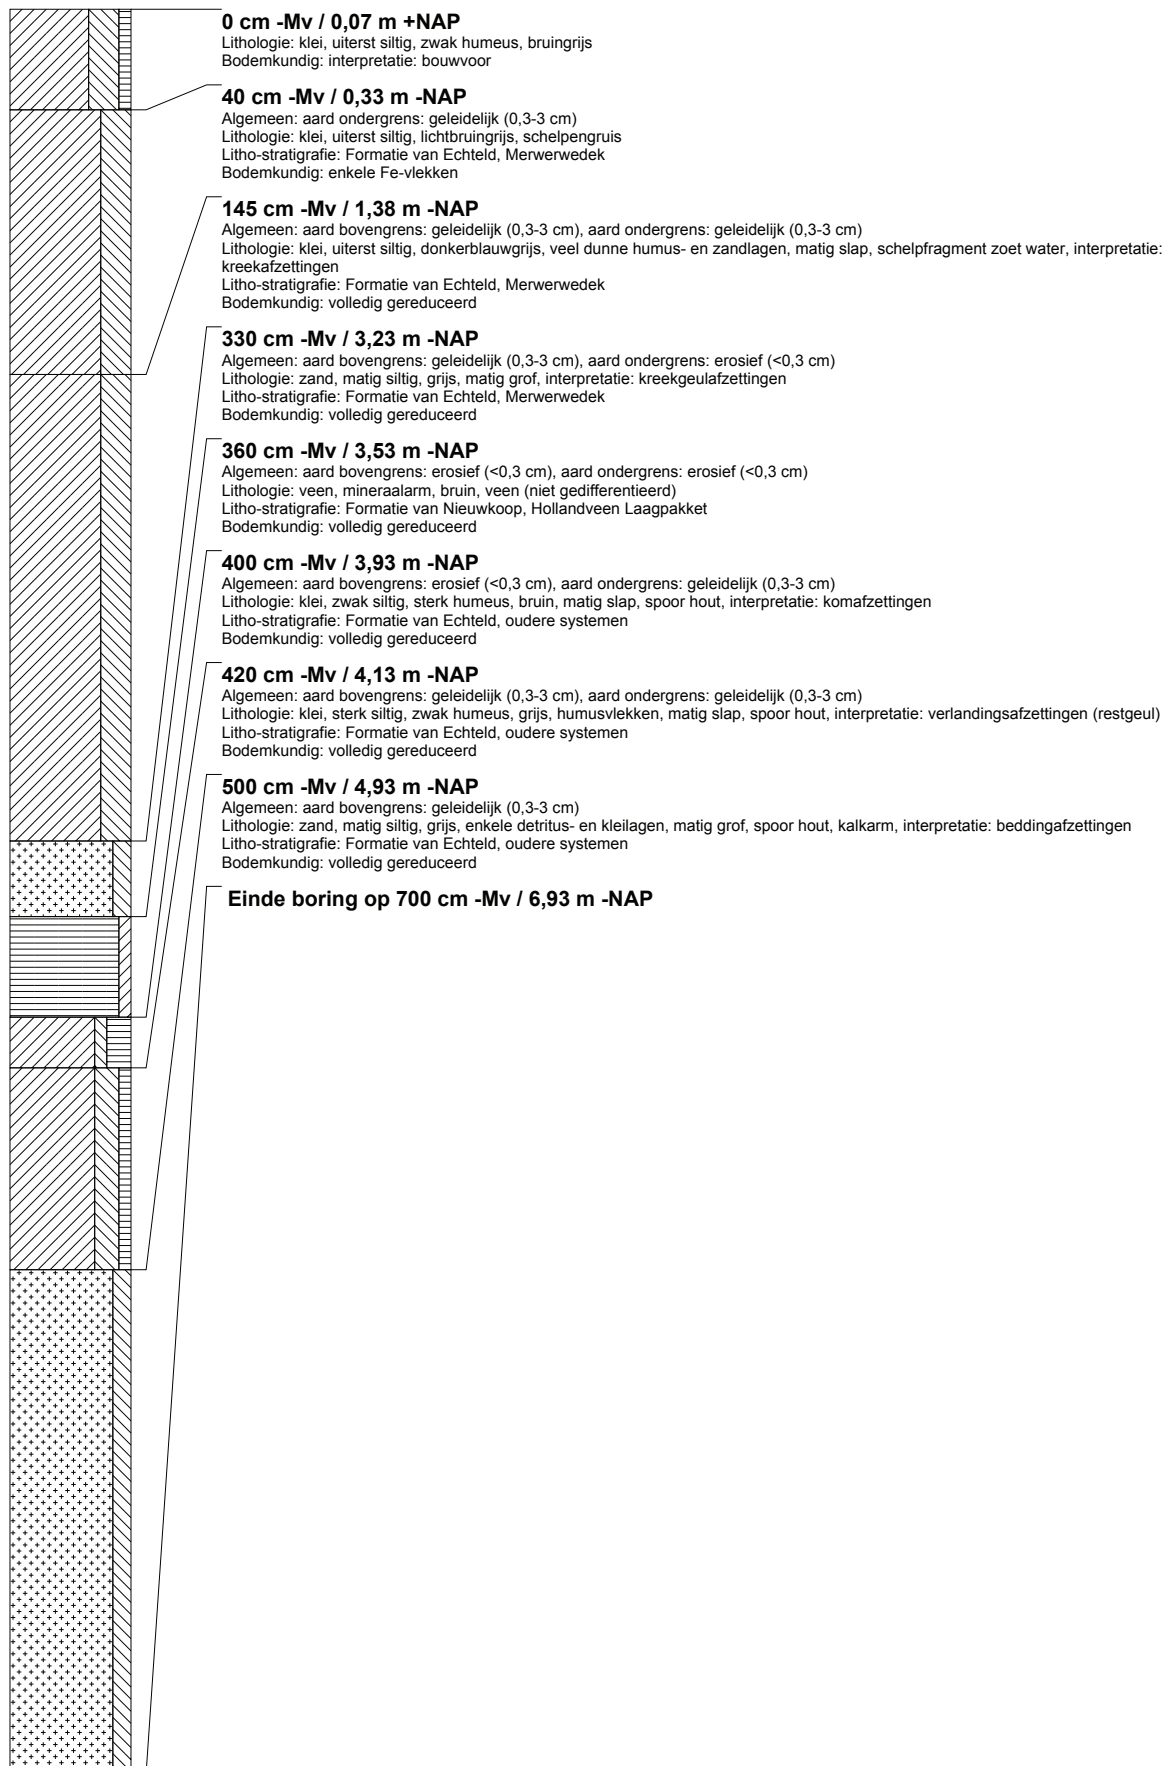 0 cm -Mv / 0,07 m +NAP
Lithologie: klei, uiterst siltig, zwak humeus, bruingrijs
Bodemkundig: interpretatie: bouwvoor
40 cm -Mv / 0,33 m -NAP
Algemeen: aard ondergrens: geleidelijk (0,3-3 cm)
Lithologie: klei, uiterst siltig, lichtbruingrijs, schelpengruis
Litho-stratigrafie: Formatie van Echteld, Merwerwedek
Bodemkundig: enkele Fe-vlekken
145 cm -Mv / 1,38 m -NAP
Algemeen: aard bovengrens: geleidelijk (0,3-3 cm), aard ondergrens: geleidelijk (0,3-3 cm)
Lithologie: klei, uiterst siltig, donkerblauwgrijs, veel dunne humus- en zandlagen, matig slap, schelpfragment zoet water, interpretatie:
kreekafzettingen
Litho-stratigrafie: Formatie van Echteld, Merwerwedek
Bodemkundig: volledig gereduceerd
330 cm -Mv / 3,23 m -NAP
Algemeen: aard bovengrens: geleidelijk (0,3-3 cm), aard ondergrens: erosief (<0,3 cm)
Lithologie: zand, matig siltig, grijs, matig grof, interpretatie: kreekgeulafzettingen
Litho-stratigrafie: Formatie van Echteld, Merwerwedek
Bodemkundig: volledig gereduceerd
360 cm -Mv / 3,53 m -NAP
Algemeen: aard bovengrens: erosief (<0,3 cm), aard ondergrens: erosief (<0,3 cm)
Lithologie: veen, mineraalarm, bruin, veen (niet gedifferentieerd)
Litho-stratigrafie: Formatie van Nieuwkoop, Hollandveen Laagpakket
Bodemkundig: volledig gereduceerd
400 cm -Mv / 3,93 m -NAP
Algemeen: aard bovengrens: erosief (<0,3 cm), aard ondergrens: geleidelijk (0,3-3 cm)
Lithologie: klei, zwak siltig, sterk humeus, bruin, matig slap, spoor hout, interpretatie: komafzettingen
Litho-stratigrafie: Formatie van Echteld, oudere systemen
Bodemkundig: volledig gereduceerd
420 cm -Mv / 4,13 m -NAP
Algemeen: aard bovengrens: geleidelijk (0,3-3 cm), aard ondergrens: geleidelijk (0,3-3 cm)
Lithologie: klei, sterk siltig, zwak humeus, grijs, humusvlekken, matig slap, spoor hout, interpretatie: verlandingsafzettingen (restgeul)
Litho-stratigrafie: Formatie van Echteld, oudere systemen
Bodemkundig: volledig gereduceerd
500 cm -Mv / 4,93 m -NAP
Algemeen: aard bovengrens: geleidelijk (0,3-3 cm)
Lithologie: zand, matig siltig, grijs, enkele detritus- en kleilagen, matig grof, spoor hout, kalkarm, interpretatie: beddingafzettingen
Litho-stratigrafie: Formatie van Echteld, oudere systemen
Bodemkundig: volledig gereduceerd
Einde boring op 700 cm -Mv / 6,93 m -NAP